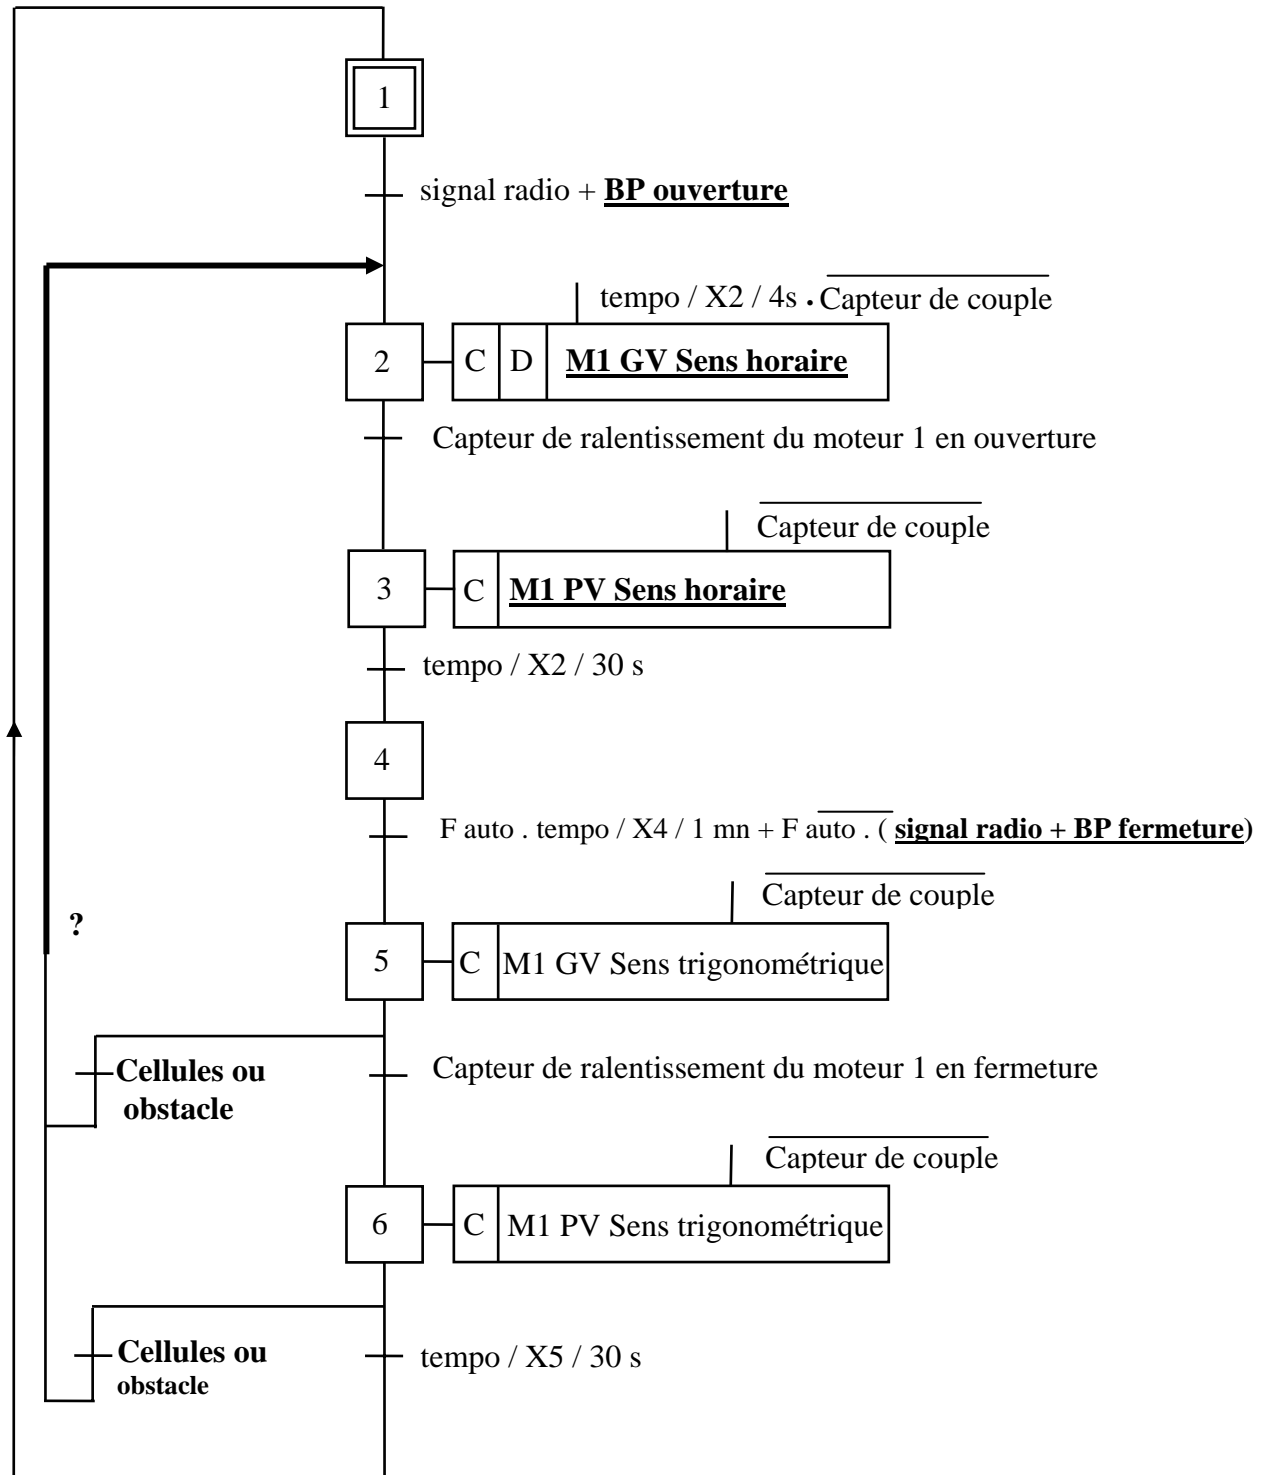 1
signal radio + BP ouverture
tempo / X2 / 4s . Capteur de couple
2 C D M1 GV Sens horaire
Capteur de ralentissement du moteur 1 en ouverture
Capteur de couple
3 C M1 PV Sens horaire
tempo / X2 / 30 s
4
F auto . tempo / X4 / 1 mn + F auto . ( signal radio + BP fermeture)
Capteur de couple
?
5 C M1 GV Sens trigonométrique
Cellules ou
obstacle
Capteur de ralentissement du moteur 1 en fermeture
Capteur de couple
6 C M1 PV Sens trigonométrique
Cellules ou
obstacle
tempo / X5 / 30 s